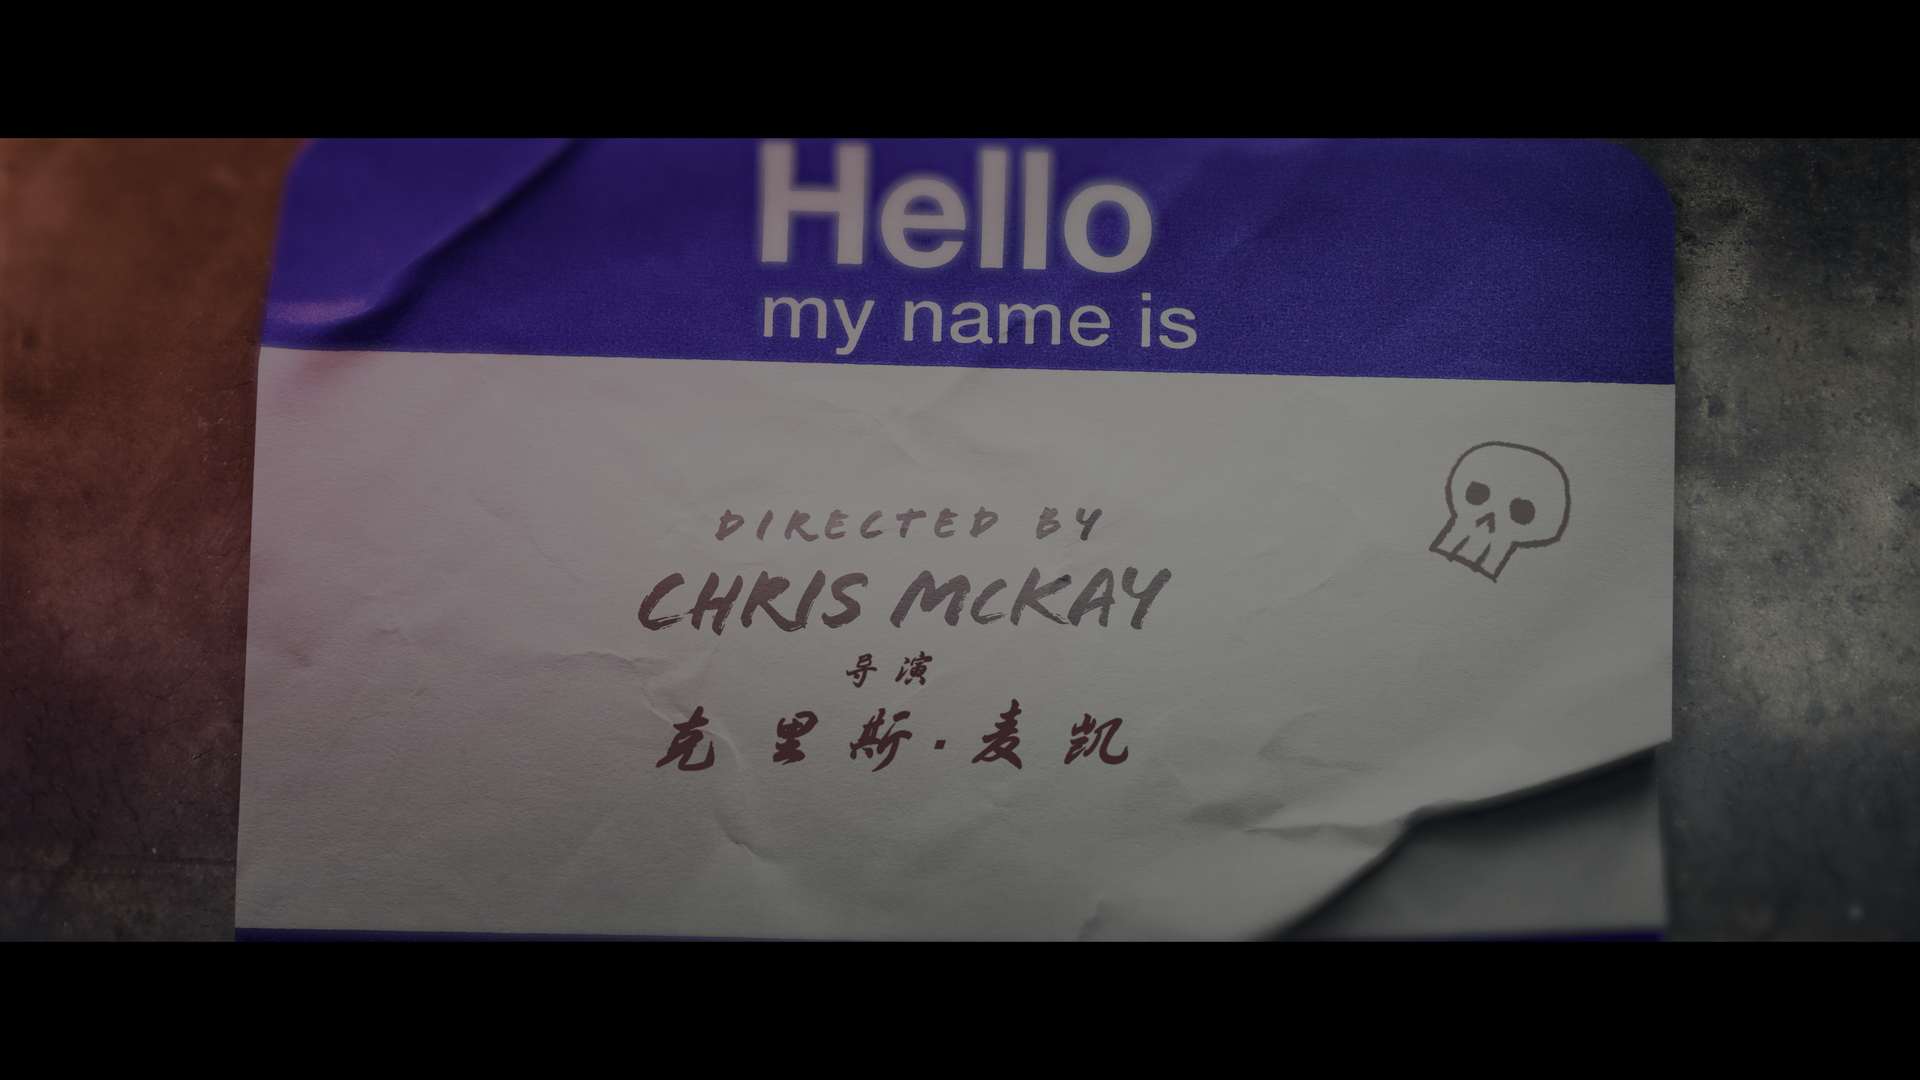 Hello
my name is
DIRECTED BY
CHRIS MCKAY
导演
克里斯·麦凯